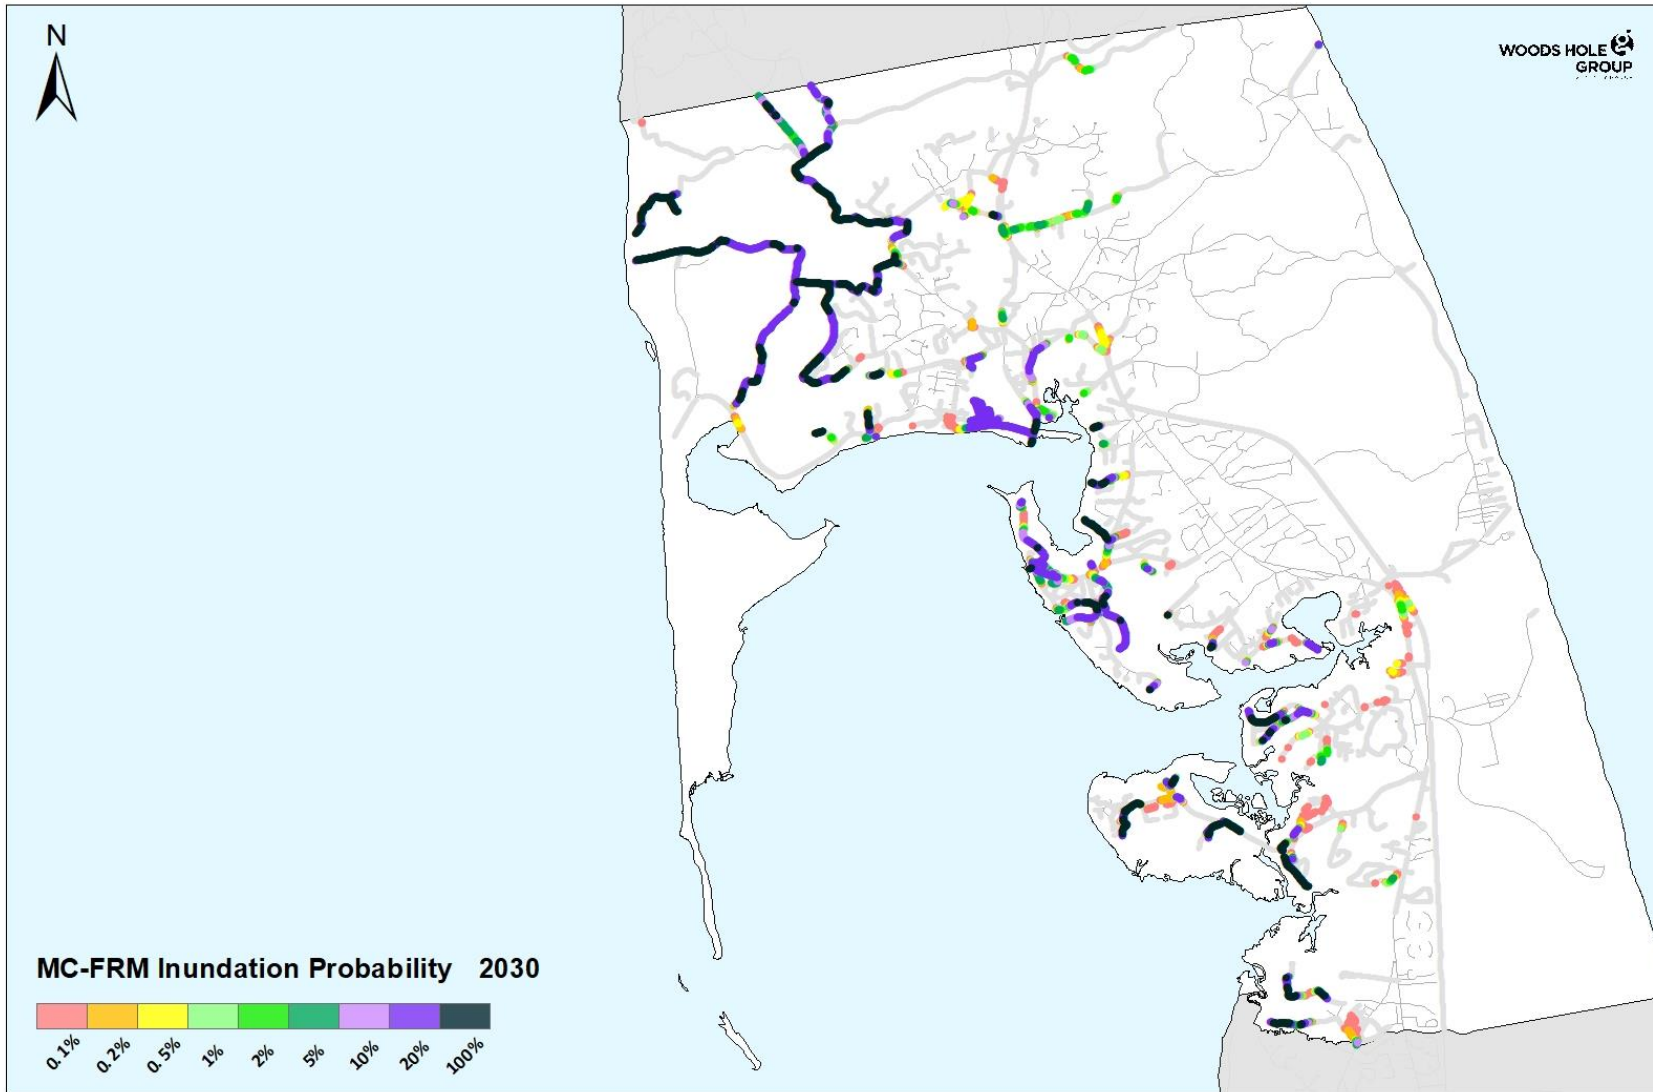 N
WOODS HOLE
GROUP
MC-FRM Inundation Probability 2030
0.1%
0.2%
0.5%
1%
2%
5%
10%
20%
100%